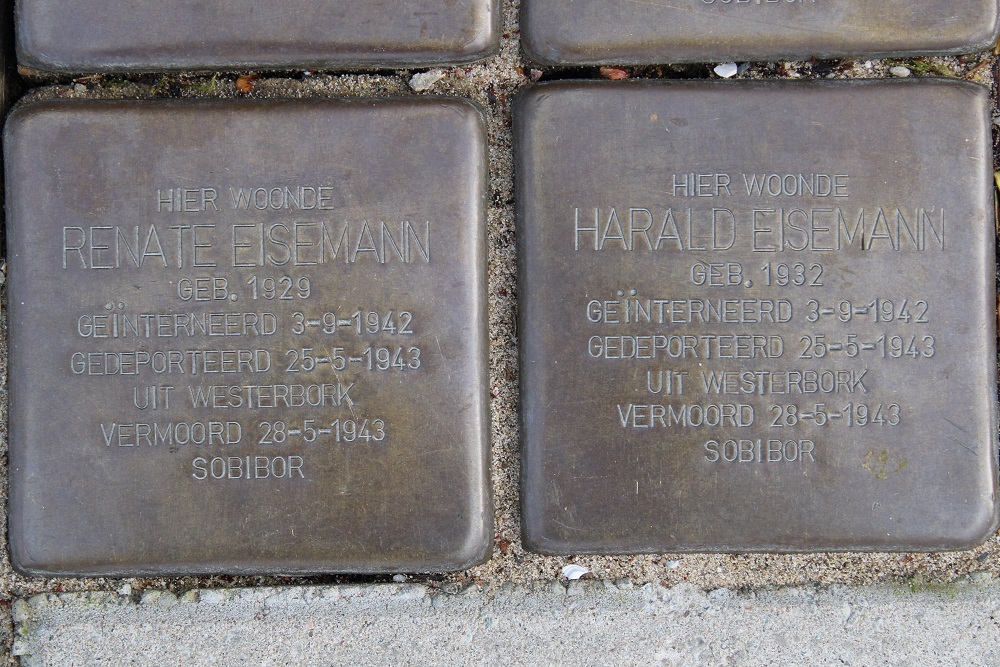 SOBIBOR
HIER WOONDE
RENATE EISEMANN
GEB. 1929
GEÏNTERNEERD 3-9-1942
GEDEPORTEERD 25-5-1943
UIT WESTERBORK
VERMOORD 28-5-1943
SOBIBOR
HIER WOONDE
HARALD EISEMANN
GEB. 1932
GEÏNTERNEERD 3-9-1942
GEDEPORTEERD 25-5-1943
UIT WESTERBORK
VERMOORD 28-5-1943
SOBIBOR